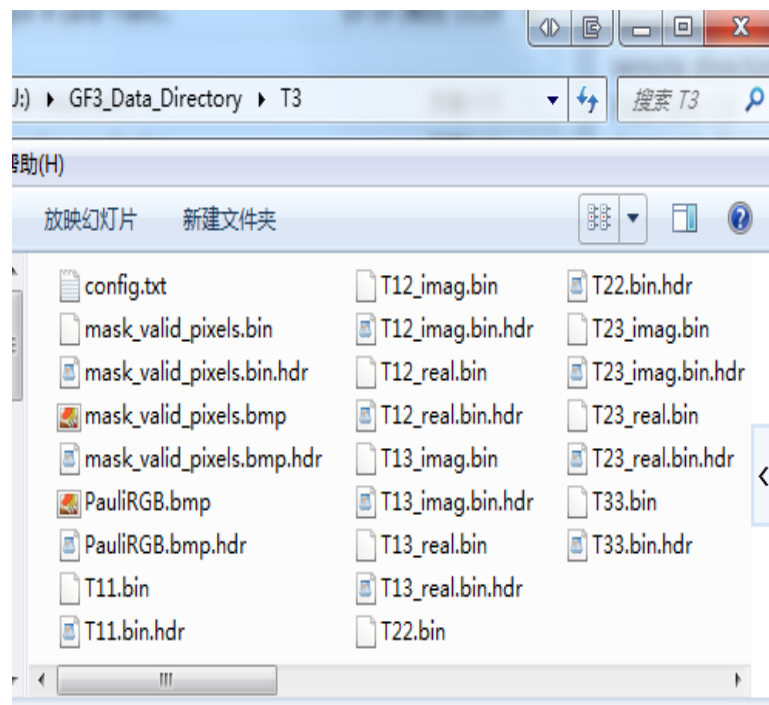 J:) GF3_Data_Directory T3 搜索 T3
帮助(H)
放映幻灯片 新建文件夹
config.txt
mask_valid_pixels.bin
mask_valid_pixels.bin.hdr
mask_valid_pixels.bmp
mask_valid_pixels.bmp.hdr
PauliRGB.bmp
PauliRGB.bmp.hdr
T11.bin
T11.bin.hdr
T12_imag.bin
T12_imag.bin.hdr
T12_real.bin
T12_real.bin.hdr
T13_imag.bin
T13_imag.bin.hdr
T13_real.bin
T13_real.bin.hdr
T22.bin
T22.bin.hdr
T23_imag.bin
T23_imag.bin.hdr
T23_real.bin
T23_real.bin.hdr
T33.bin
T33.bin.hdr